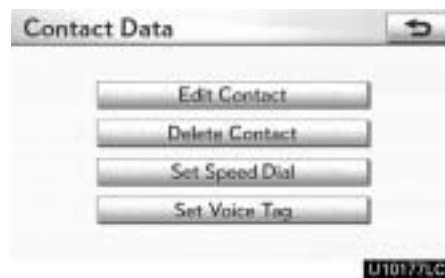 Contact Data
Edit Contact
Delete Contact
Set Speed Dial
Set Voice Tag
U10177LC